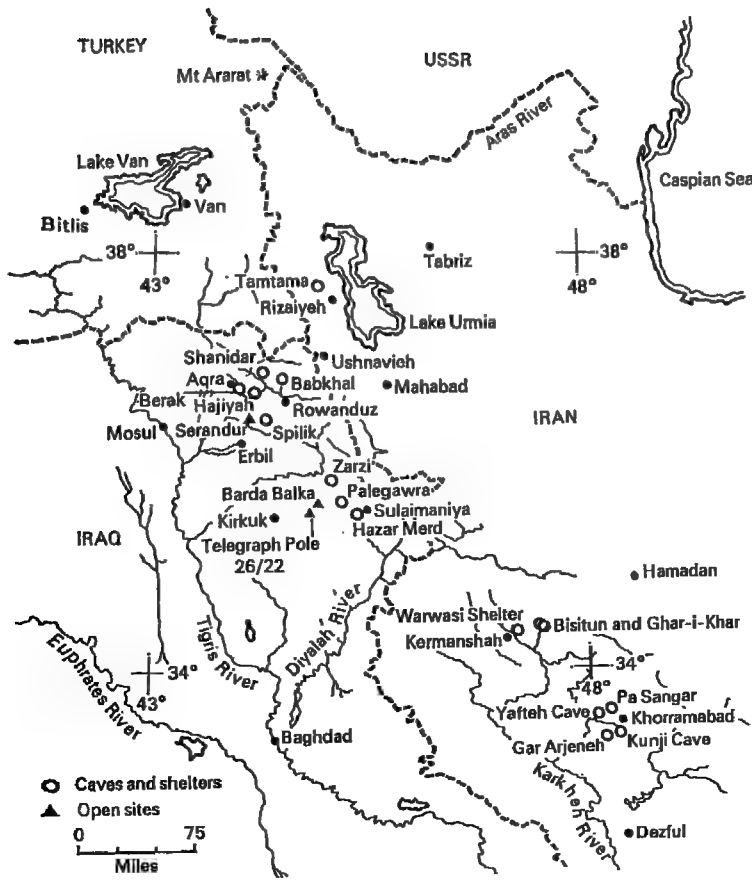 TURKEY
USSR
Mt Ararat
Aras River
Lake Van
Caspian Sea
Van
Bitlis
Tabriz
38°
43°
38°
48°
Tamtama
Rizaiyeh
Lake Urmia
Ushnavieh
Shanidar
Aqra
Babkhal
Mahabad
Berak
Hajiyah
Rowanduz
IRAN
Mosul
Serandur
Spilik
Erbil
Zarzi
Barda Balka
Palegawra
Sulaimaniya
Kirkuk
Hazar Merd
IRAQ
Telegraph Pole
26/22
Hamadan
Warwasi Shelter
Bisitun and Ghar-i-Khar
Kermanshah
Euphrates River
Tigris River
Diyalah River
34°
43°
34°
48°
Pa Sangar
Yafteh Cave
Khorramabad
Baghdad
Gar Arjeneh
Kunji Cave
Karkheh River
Caves and shelters
Open sites
0 75
Miles
Dezful